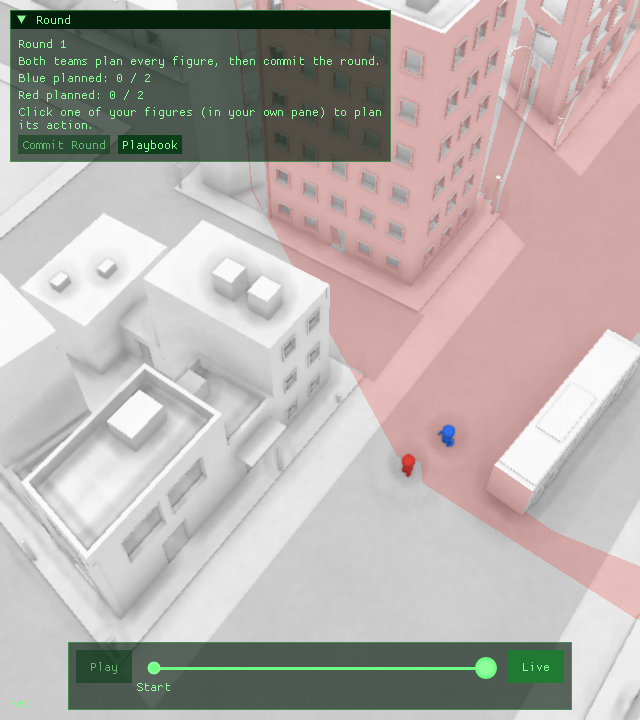 Round
Round 1
Both teams plan every figure, then commit the round.
Blue planned: 0 / 2
Red planned: 0 / 2
Click one of your figures (in your own pane) to plan
its action.
Commit Round Playbook
Play
Live
Start